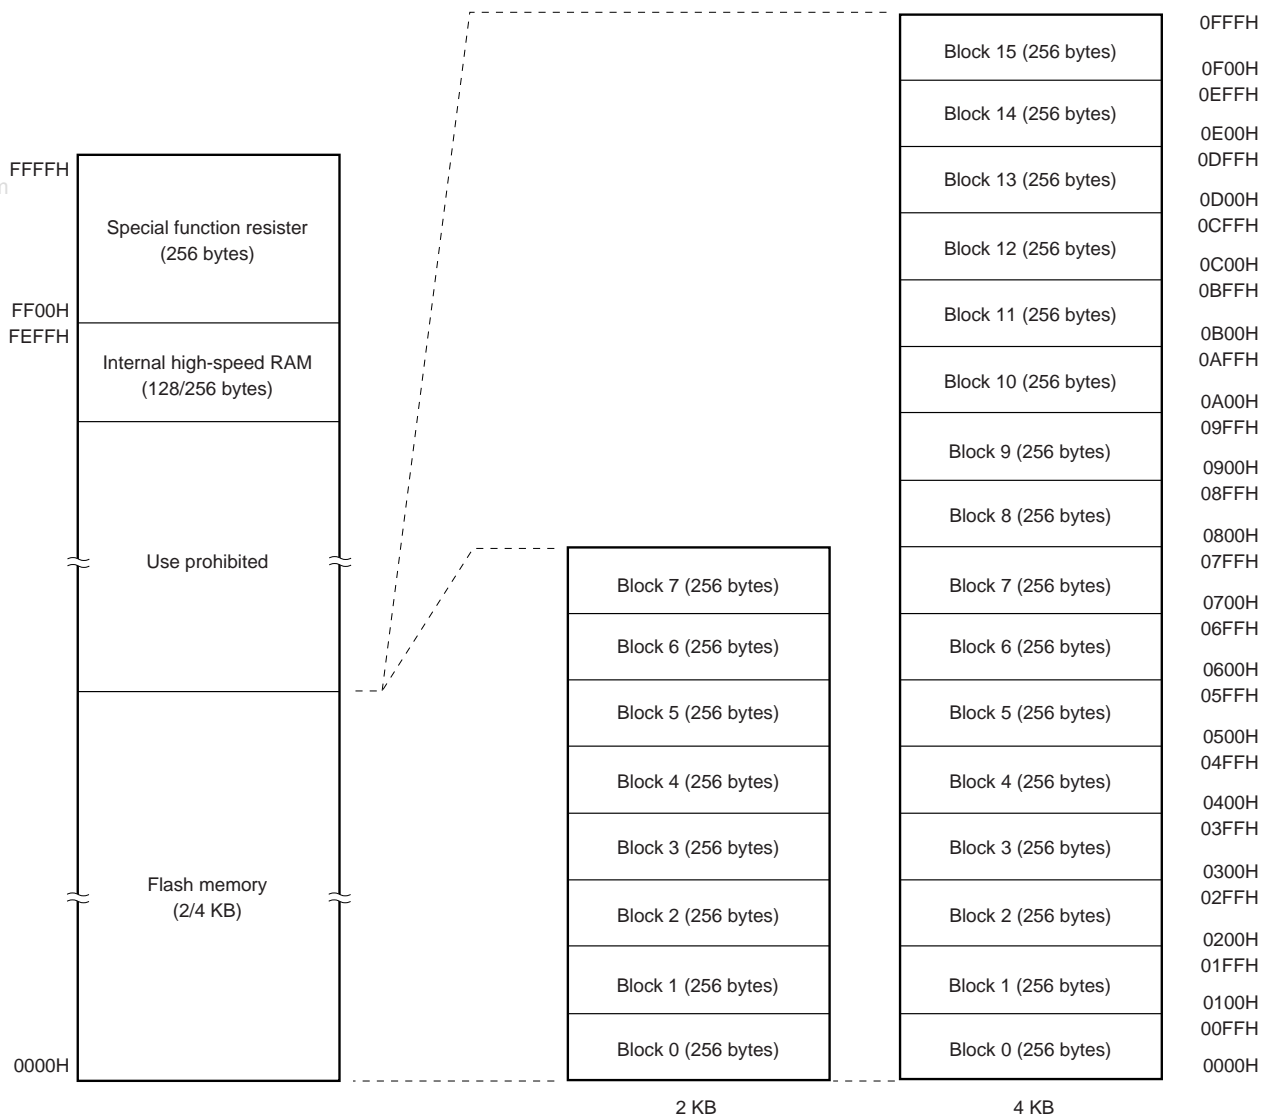 FFFFH
m
Special function resister
(256 bytes)
FF00H
FEFFH
Internal high-speed RAM
(128/256 bytes)
Use prohibited
Flash memory
(2/4 KB)
0000H
Block 7 (256 bytes)
Block 6 (256 bytes)
Block 5 (256 bytes)
Block 4 (256 bytes)
Block 3 (256 bytes)
Block 2 (256 bytes)
Block 1 (256 bytes)
Block 0 (256 bytes)
2 KB
Block 15 (256 bytes)
Block 14 (256 bytes)
Block 13 (256 bytes)
Block 12 (256 bytes)
Block 11 (256 bytes)
Block 10 (256 bytes)
Block 9 (256 bytes)
Block 8 (256 bytes)
Block 7 (256 bytes)
Block 6 (256 bytes)
Block 5 (256 bytes)
Block 4 (256 bytes)
Block 3 (256 bytes)
Block 2 (256 bytes)
Block 1 (256 bytes)
Block 0 (256 bytes)
4 KB
0FFFH
0F00H
0EFFH
0E00H
0DFFH
0D00H
0CFFH
0C00H
0BFFH
0B00H
0AFFH
0A00H
09FFH
0900H
08FFH
0800H
07FFH
0700H
06FFH
0600H
05FFH
0500H
04FFH
0400H
03FFH
0300H
02FFH
0200H
01FFH
0100H
00FFH
0000H